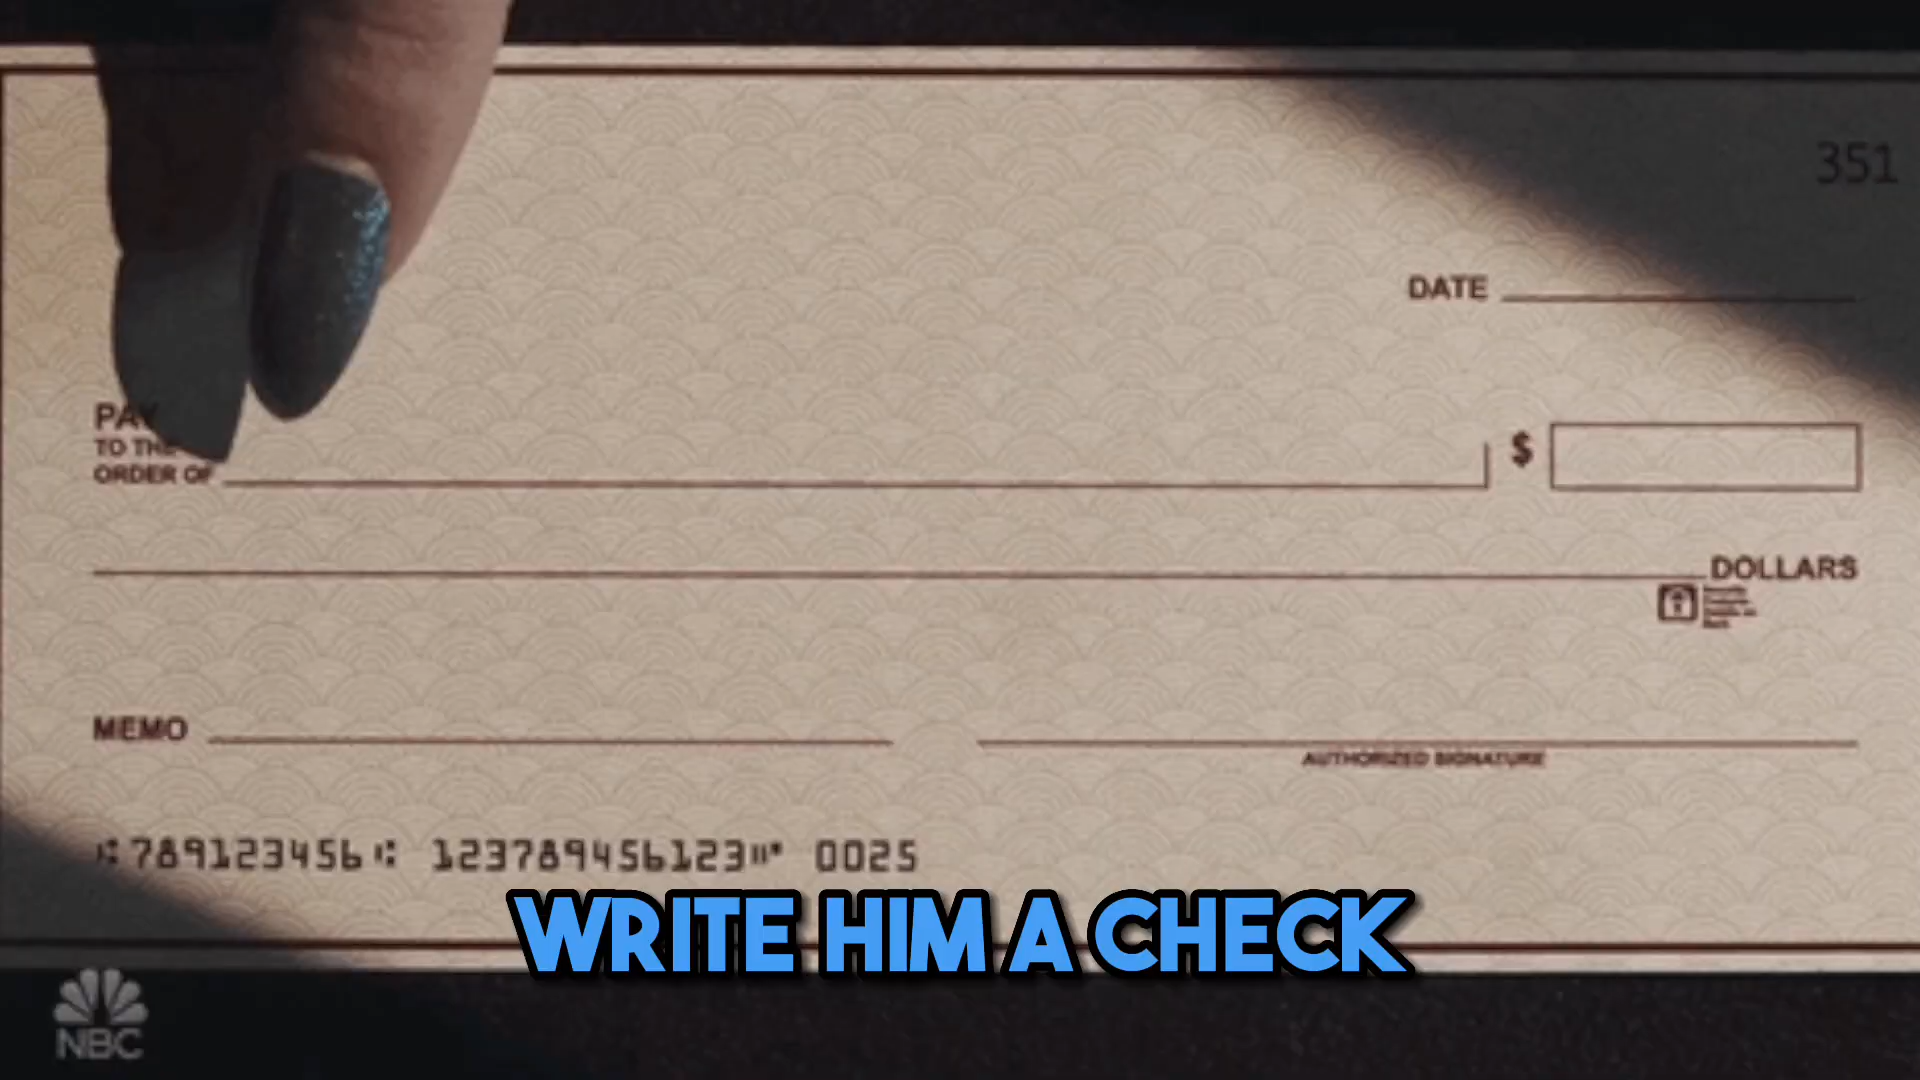 351
DATE
PAY
TO THE
ORDER OF
$
DOLLARS
MEMO
AUTHORIZED SIGNATURE
⑆789123456⑆ 123789456123⑈ 0025
WRITE HIM A CHECK
NBC